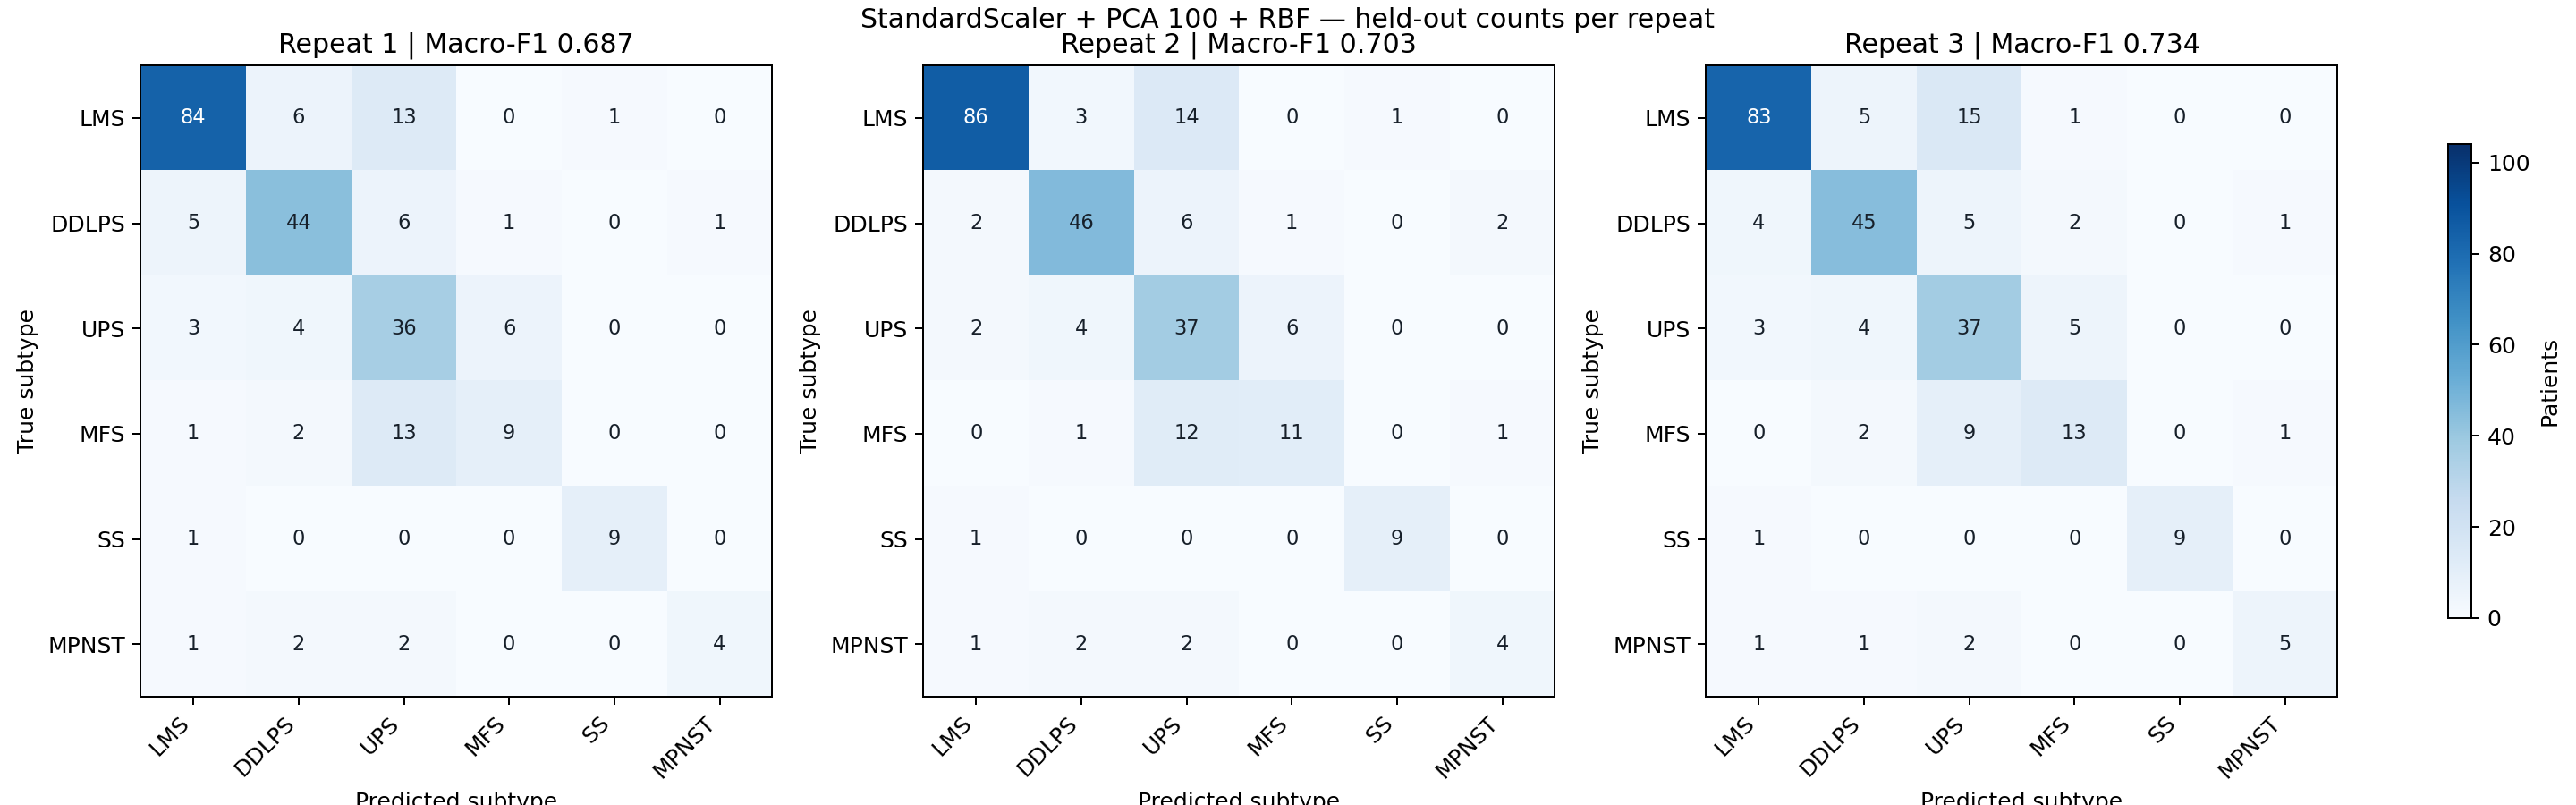 StandardScaler + PCA 100 + RBF — held-out counts per repeat
Repeat 1 | Macro-F1 0.687
True subtype
LMS 84 6 13 0 1 0
DDLPS 5 44 6 1 0 1
UPS 3 4 36 6 0 0
MFS 1 2 13 9 0 0
SS 1 0 0 0 9 0
MPNST 1 2 2 0 0 4
LMS DDLPS UPS MFS SS MPNST
Predicted subtype
Repeat 2 | Macro-F1 0.703
True subtype
LMS 86 3 14 0 1 0
DDLPS 2 46 6 1 0 2
UPS 2 4 37 6 0 0
MFS 0 1 12 11 0 1
SS 1 0 0 0 9 0
MPNST 1 2 2 0 0 4
LMS DDLPS UPS MFS SS MPNST
Predicted subtype
Repeat 3 | Macro-F1 0.734
True subtype
LMS 83 5 15 1 0 0
DDLPS 4 45 5 2 0 1
UPS 3 4 37 5 0 0
MFS 0 2 9 13 0 1
SS 1 0 0 0 9 0
MPNST 1 1 2 0 0 5
LMS DDLPS UPS MFS SS MPNST
Predicted subtype
100
80
60
40
20
0
Patients